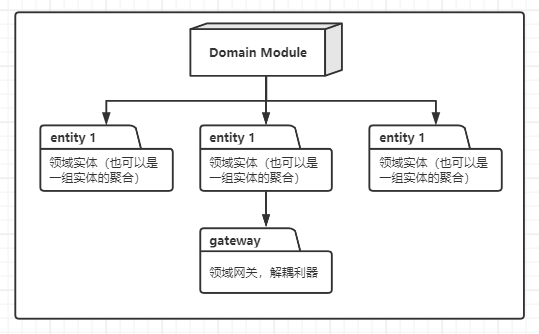 Domain Module
entity 1
领域实体（也可以是
一组实体的聚合）
entity 1
领域实体（也可以是
一组实体的聚合）
entity 1
领域实体（也可以是
一组实体的聚合）
gateway
领域网关，解耦利器